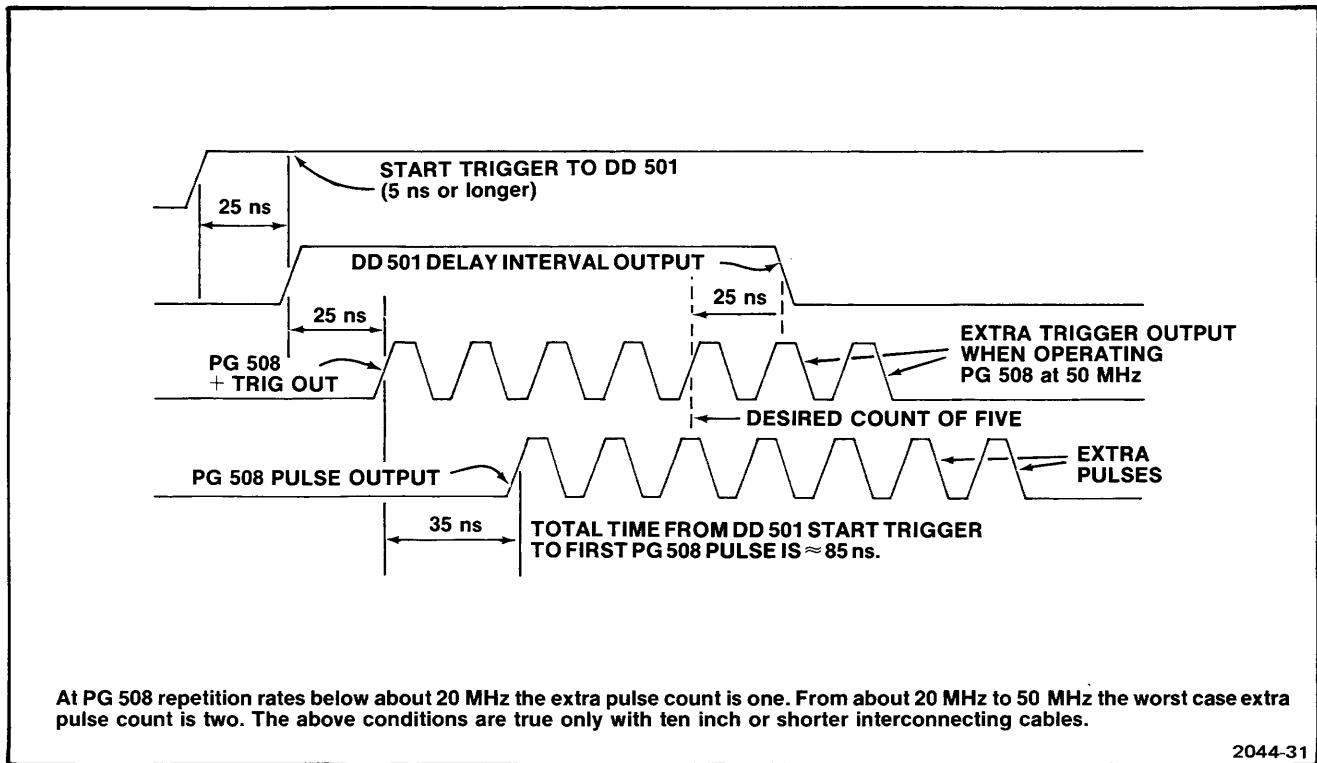 START TRIGGER TO DD 501
(5 ns or longer)
25 ns
DD 501 DELAY INTERVAL OUTPUT
25 ns
25 ns
PG 508
+ TRIG OUT
EXTRA TRIGGER OUTPUT
WHEN OPERATING
PG 508 at 50 MHz
DESIRED COUNT OF FIVE
PG 508 PULSE OUTPUT
EXTRA
PULSES
35 ns
TOTAL TIME FROM DD 501 START TRIGGER
TO FIRST PG 508 PULSE IS ≈ 85 ns.
At PG 508 repetition rates below about 20 MHz the extra pulse count is one. From about 20 MHz to 50 MHz the worst case extra
pulse count is two. The above conditions are true only with ten inch or shorter interconnecting cables.
2044-31